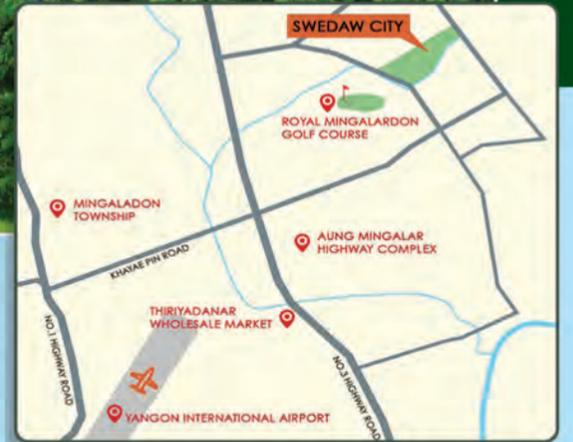 SWEDAW CITY
ROYAL MINGALARDON
GOLF COURSE
MINGALADON
TOWNSHIP
AUNG MINGALAR
HIGHWAY COMPLEX
KHAYAE PIN ROAD
THIRIYADANAR
WHOLESALE MARKET
NO.1 HIGHWAY ROAD
NO.3 HIGHWAY ROAD
YANGON INTERNATIONAL AIRPORT